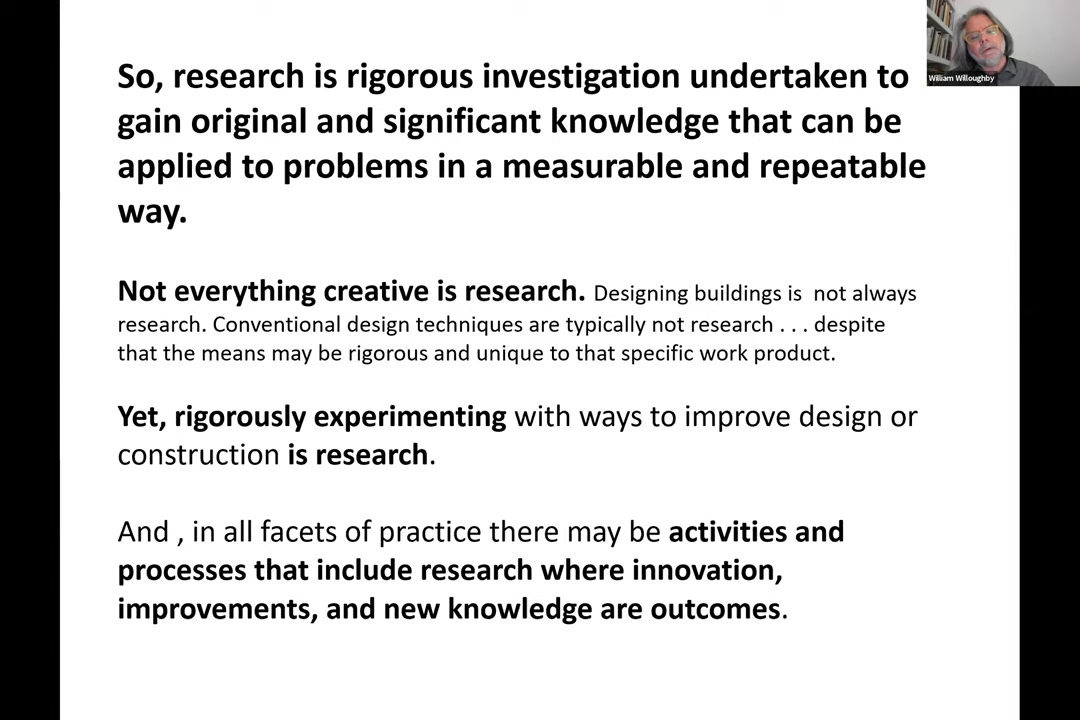 So, research is rigorous investigation undertaken to
gain original and significant knowledge that can be
applied to problems in a measurable and repeatable
way.
Not everything creative is research. Designing buildings is  not always
research. Conventional design techniques are typically not research . . . despite
that the means may be rigorous and unique to that specific work product.
Yet, rigorously experimenting with ways to improve design or
construction is research.
And , in all facets of practice there may be activities and
processes that include research where innovation,
improvements, and new knowledge are outcomes.
William Willoughby